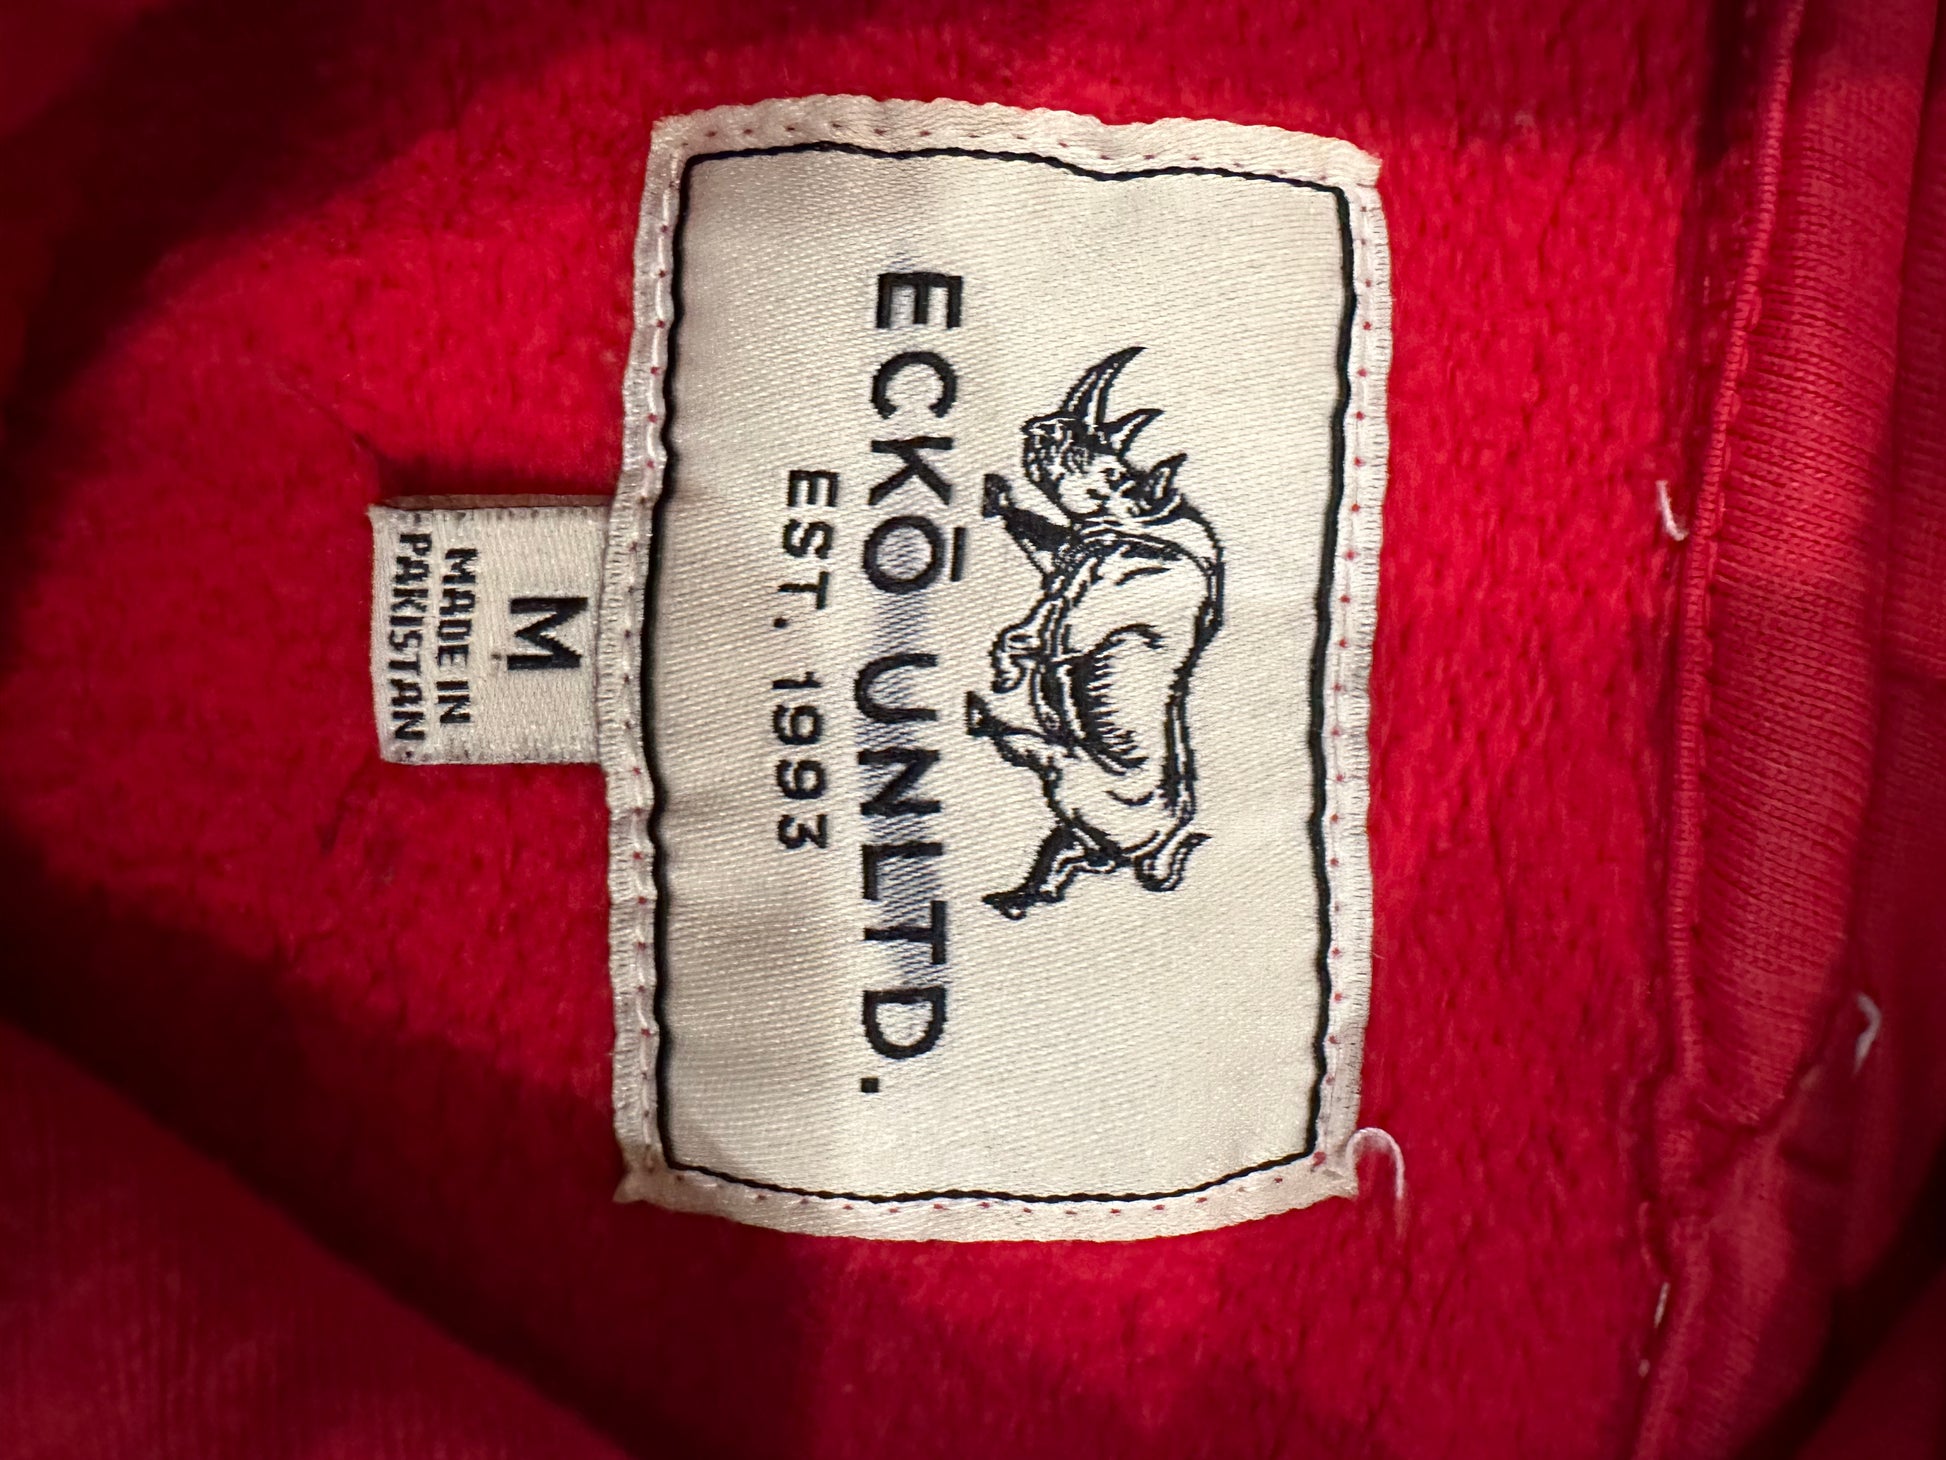 ECKŌ UNLTD.
EST. 1993
M
MADE IN
PAKISTAN